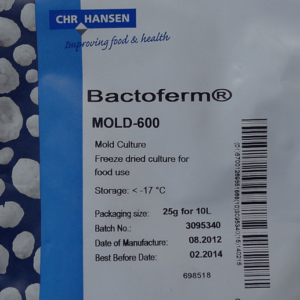 CHR HANSEN
Improving food & health
Bactoferm®
MOLD-600
Mold Culture
Freeze dried culture for
food use
Storage: < -17 °C
Packaging size: 25g for 10L
Batch No.: 3095340
Date of Manufacture: 08.2012
Best Before Date: 02.2014
698518